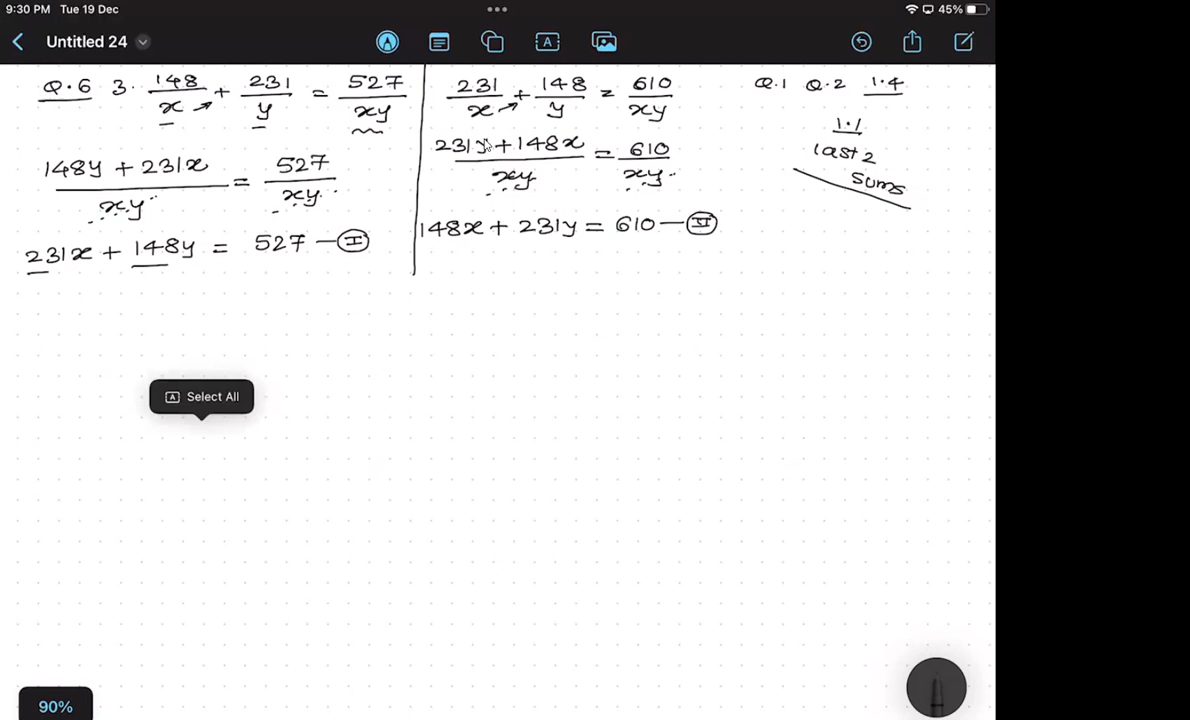 9:30 PM Tue 19 Dec
45%
Untitled 24
Q.6 3. 148/x + 231/y = 527/xy
148y + 231x / xy = 527/xy
231x + 148y = 527 — I
231/x + 148/y = 610/xy
231y + 148x / xy = 610/xy
148x + 231y = 610 — II
Q.1 Q.2 1.4
1.1
last 2
sums
Select All
90%